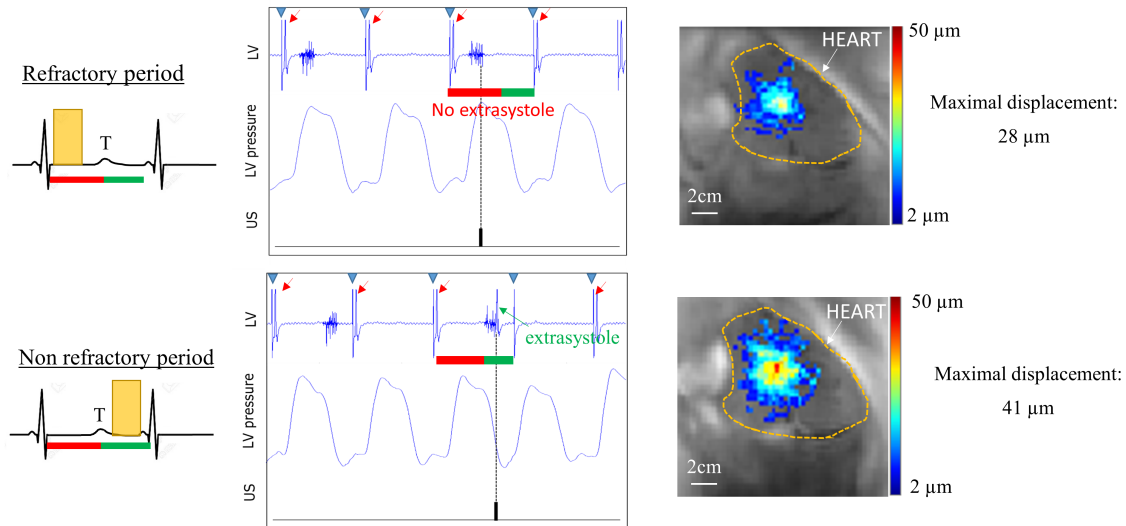 Refractory period
T
LV
No extrasystole
LV pressure
US
HEART
2cm
50 µm
2 µm
Maximal displacement:
28 µm
Non refractory period
T
LV
extrasystole
LV pressure
US
HEART
2cm
50 µm
2 µm
Maximal displacement:
41 µm